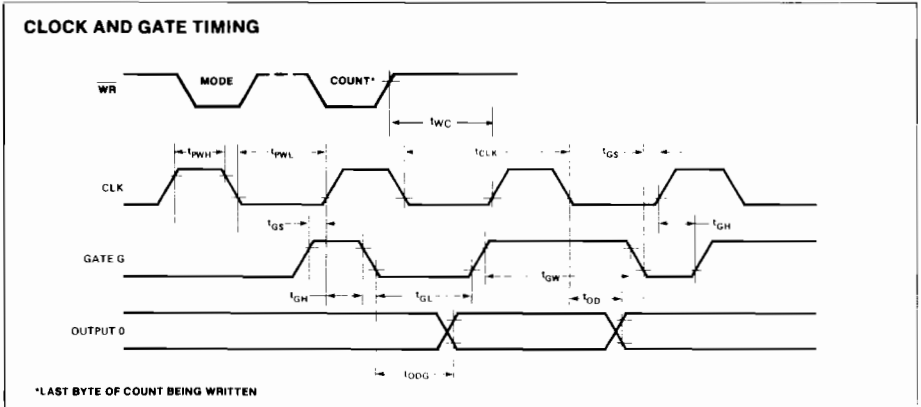 CLOCK AND GATE TIMING
WR MODE COUNT*
tWC
tPWH tPWL tCLK tGS
CLK
tGS tGH
GATE G
tGH tGL tGW tOD
OUTPUT 0
tODG
*LAST BYTE OF COUNT BEING WRITTEN